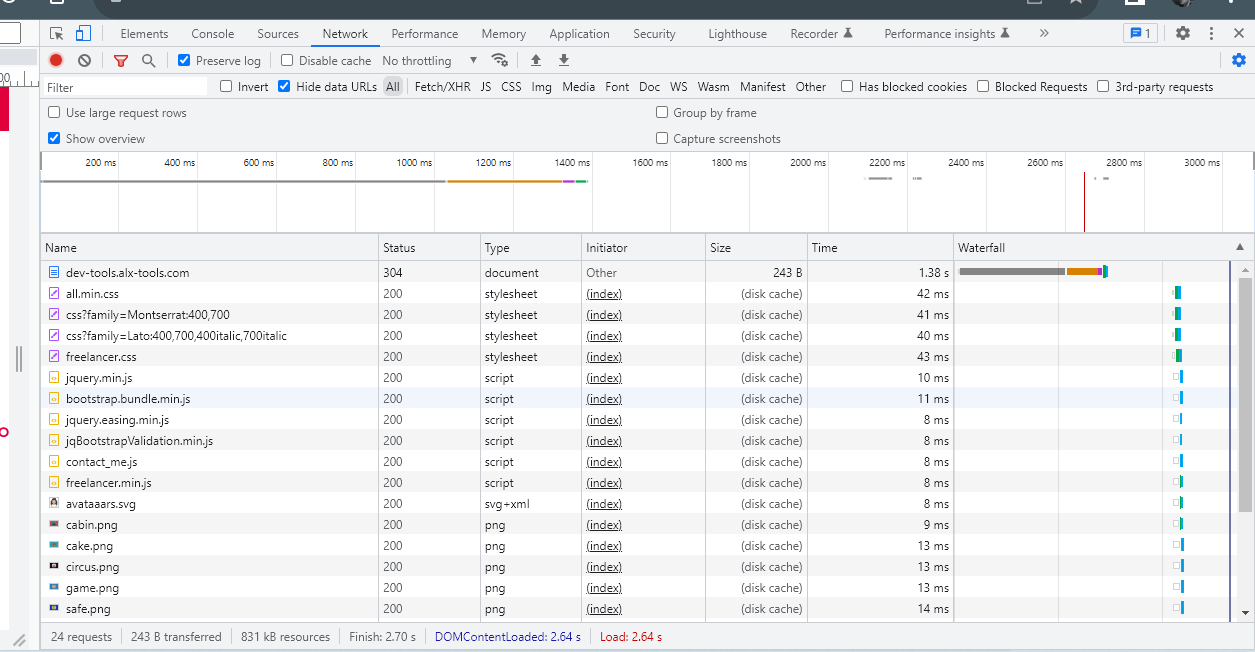 Elements Console Sources Network Performance Memory Application Security Lighthouse Recorder Performance insights » 1
Preserve log Disable cache No throttling
Filter Invert Hide data URLs All Fetch/XHR JS CSS Img Media Font Doc WS Wasm Manifest Other Has blocked cookies Blocked Requests 3rd-party requests
Use large request rows Group by frame
Show overview Capture screenshots
200 ms 400 ms 600 ms 800 ms 1000 ms 1200 ms 1400 ms 1600 ms 1800 ms 2000 ms 2200 ms 2400 ms 2600 ms 2800 ms 3000 ms
Name Status Type Initiator Size Time Waterfall
dev-tools.alx-tools.com 304 document Other 243 B 1.38 s
all.min.css 200 stylesheet (index) (disk cache) 42 ms
css?family=Montserrat:400,700 200 stylesheet (index) (disk cache) 41 ms
css?family=Lato:400,700,400italic,700italic 200 stylesheet (index) (disk cache) 40 ms
freelancer.css 200 stylesheet (index) (disk cache) 43 ms
jquery.min.js 200 script (index) (disk cache) 10 ms
bootstrap.bundle.min.js 200 script (index) (disk cache) 11 ms
jquery.easing.min.js 200 script (index) (disk cache) 8 ms
jqBootstrapValidation.min.js 200 script (index) (disk cache) 8 ms
contact_me.js 200 script (index) (disk cache) 8 ms
freelancer.min.js 200 script (index) (disk cache) 8 ms
avataaars.svg 200 svg+xml (index) (disk cache) 8 ms
cabin.png 200 png (index) (disk cache) 9 ms
cake.png 200 png (index) (disk cache) 13 ms
circus.png 200 png (index) (disk cache) 13 ms
game.png 200 png (index) (disk cache) 13 ms
safe.png 200 png (index) (disk cache) 14 ms
24 requests 243 B transferred 831 kB resources Finish: 2.70 s DOMContentLoaded: 2.64 s Load: 2.64 s